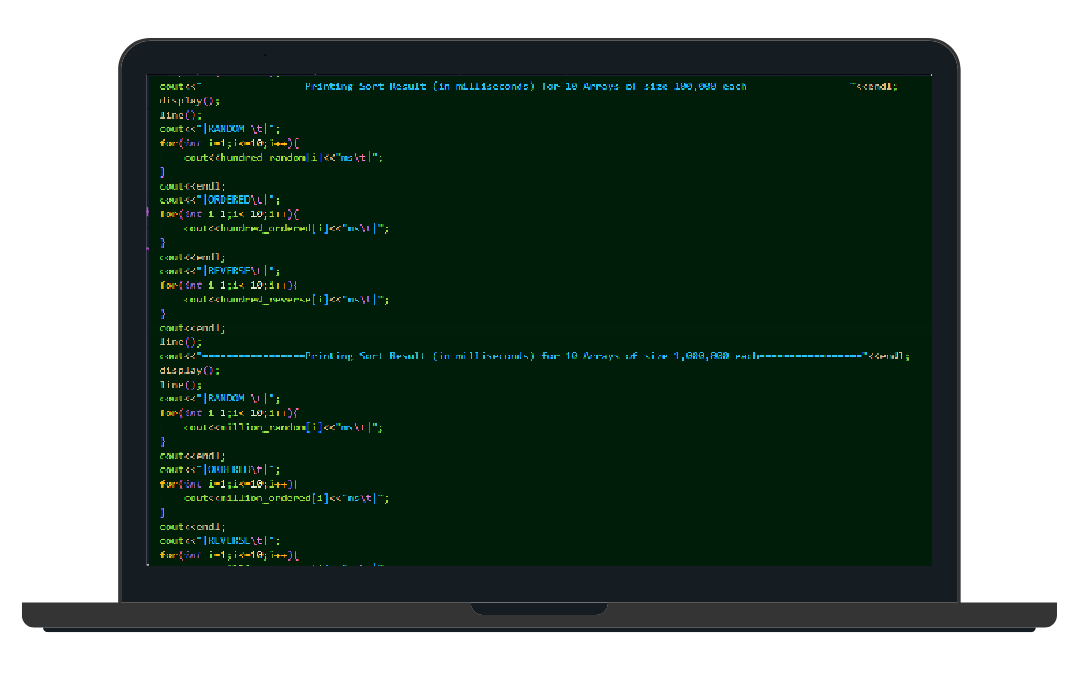 cout<<" Printing Sort Result (in milliseconds) for 10 Arrays of size 100,000 each "<<endl;
display();
line();
cout<<"|RANDOM \t|";
for(int i=1;i<=10;i++){
cout<<hundred_random[i]<<"ms\t|";
}
cout<<endl;
cout<<"|ORDERED\t|";
for(int i=1;i<=10;i++){
cout<<hundred_ordered[i]<<"ms\t|";
}
cout<<endl;
cout<<"|REVERSE\t|";
for(int i=1;i<=10;i++){
cout<<hundred_reverse[i]<<"ms\t|";
}
cout<<endl;
line();
cout<<"-----------------Printing Sort Result (in milliseconds) for 10 Arrays of size 1,000,000 each-----------------"<<endl;
display();
line();
cout<<"|RANDOM \t|";
for(int i=1;i<=10;i++){
cout<<million_random[i]<<"ms\t|";
}
cout<<endl;
cout<<"|ORDERED\t|";
for(int i=1;i<=10;i++){
cout<<million_ordered[i]<<"ms\t|";
}
cout<<endl;
cout<<"|REVERSE\t|";
for(int i=1;i<=10;i++){